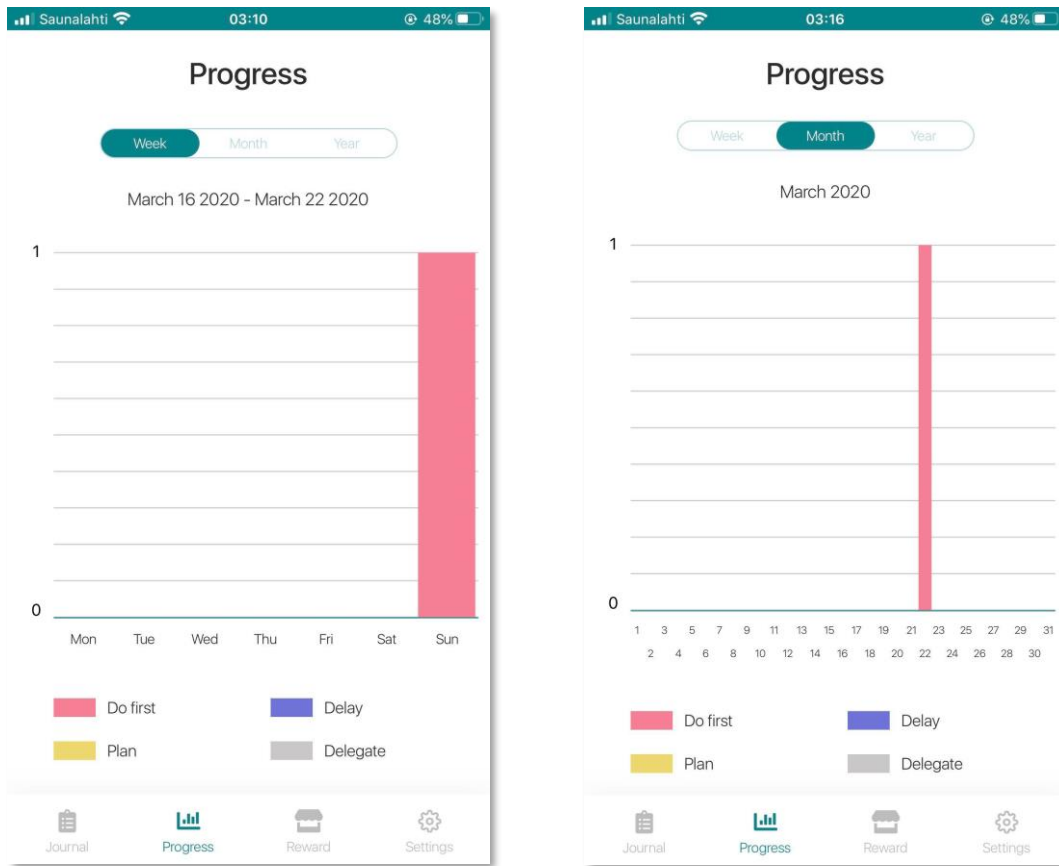 Saunalahti 03:10 48%
Progress
Week Month Year
March 16 2020 - March 22 2020
1
0
Mon Tue Wed Thu Fri Sat Sun
Do first Delay
Plan Delegate
Journal Progress Reward Settings
Saunalahti 03:16 48%
Progress
Week Month Year
March 2020
1
0
1 3 5 7 9 11 13 15 17 19 21 23 25 27 29 31
2 4 6 8 10 12 14 16 18 20 22 24 26 28 30
Do first Delay
Plan Delegate
Journal Progress Reward Settings